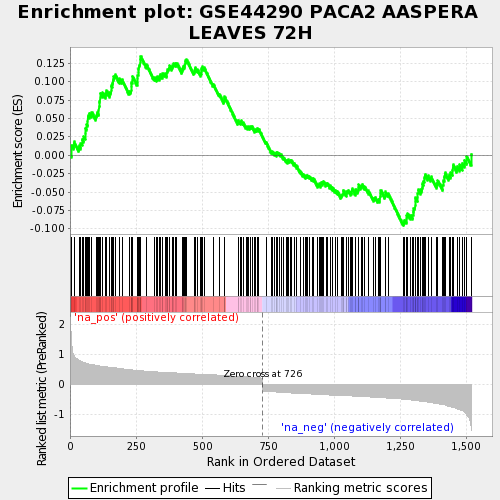 Enrichment plot: GSE44290 PACA2 AASPERA
LEAVES 72H
Enrichment score (ES)
0.125
0.100
0.075
0.050
0.025
0.000
-0.025
-0.050
-0.075
-0.100
'na_pos' (positively correlated)
Ranked list metric (PreRanked)
2
1
0
-1
Zero cross at 726
'na_neg' (negatively correlated)
0 250 500 750 1,000 1,250 1,500
Rank in Ordered Dataset
Enrichment profile Hits Ranking metric scores